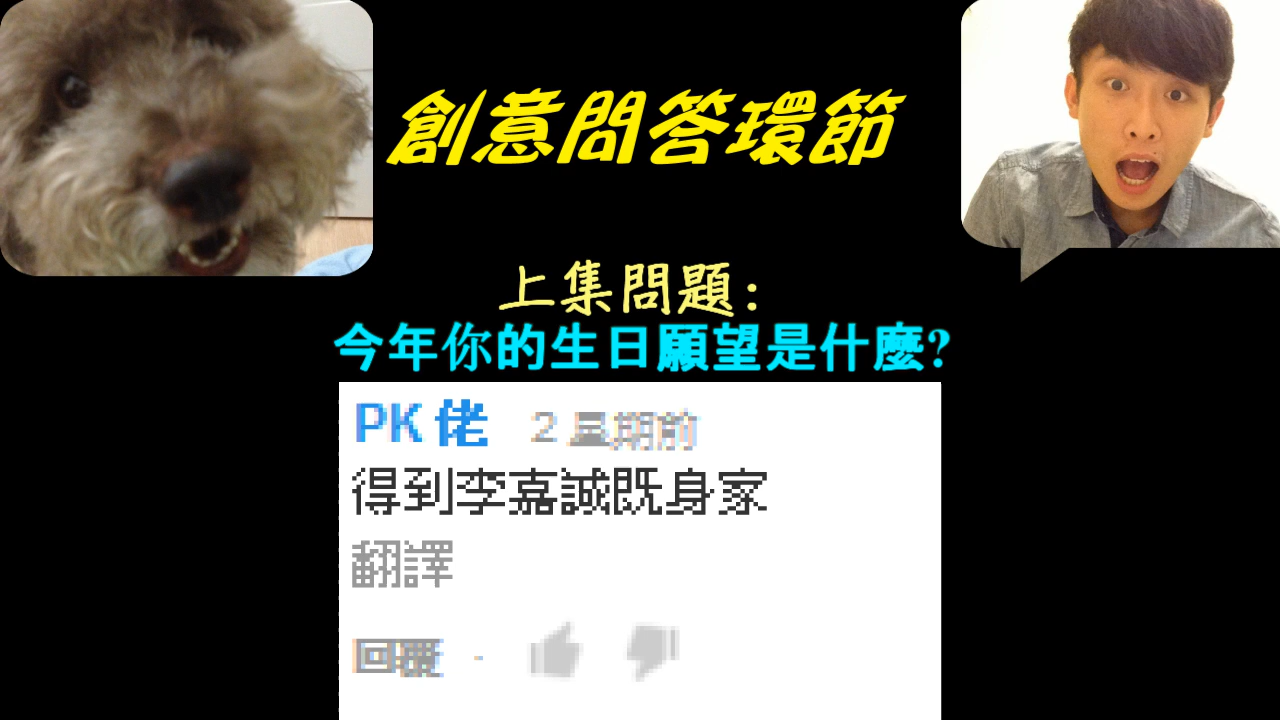 創意問答環節
上集問題:
今年你的生日願望是什麼?
PK 佬 2 星期前
得到李嘉誠既身家
翻譯
回覆 ·